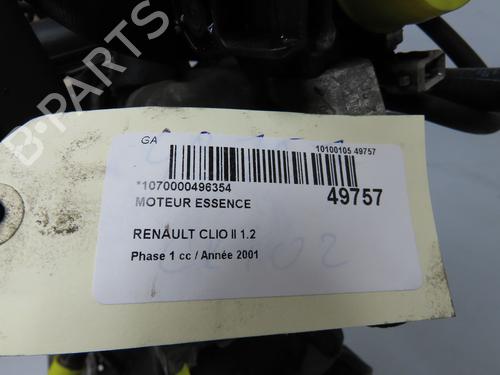 B-PARTS
GA
10100105 49757
*1070000496354
49757
MOTEUR ESSENCE
RENAULT CLIO II 1.2
Phase 1 cc / Année 2001